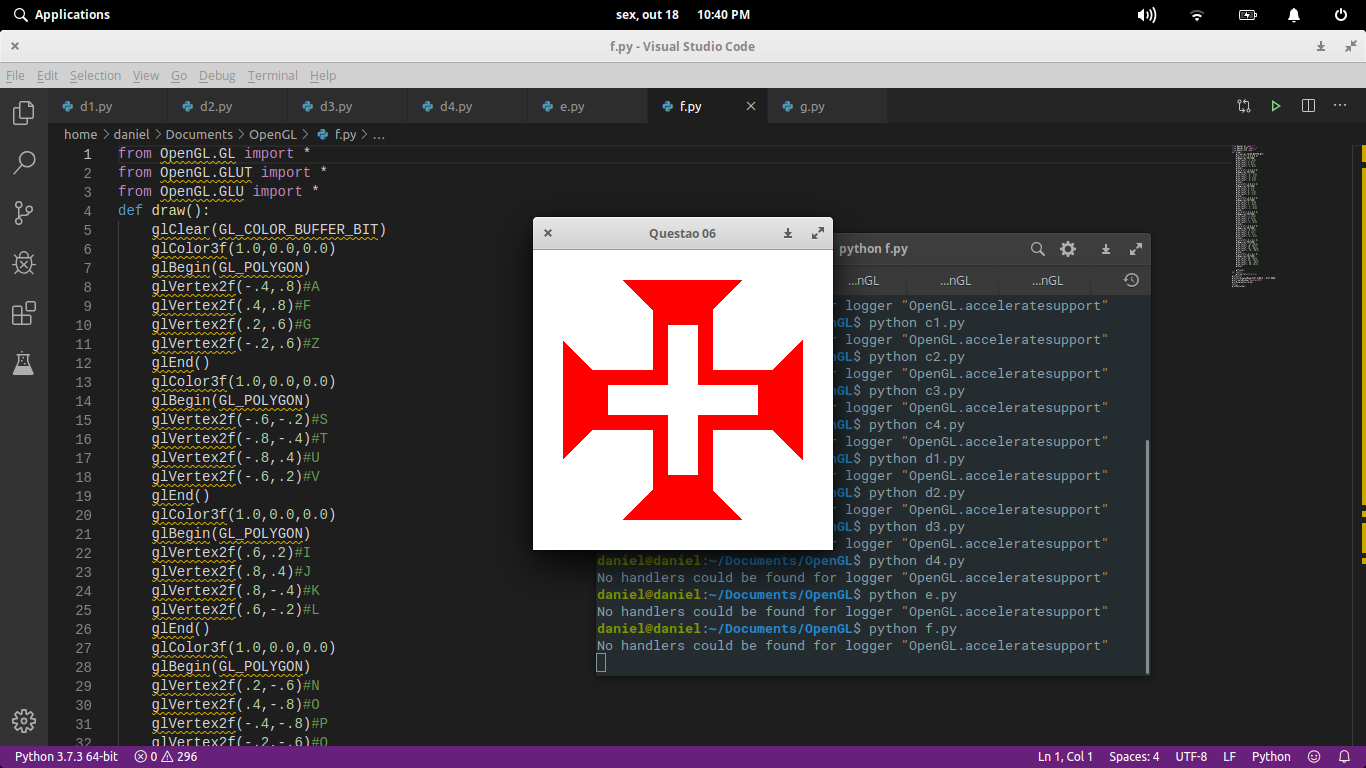 Applications
sex, out 18 10:40 PM
f.py - Visual Studio Code
File Edit Selection View Go Debug Terminal Help
d1.py d2.py d3.py d4.py e.py f.py g.py
home > daniel > Documents > OpenGL > f.py > ...
1 from OpenGL.GL import *
2 from OpenGL.GLUT import *
3 from OpenGL.GLU import *
4 def draw():
5 glClear(GL_COLOR_BUFFER_BIT)
6 glColor3f(1.0,0.0,0.0)
7 glBegin(GL_POLYGON)
8 glVertex2f(-.4,.8)#A
9 glVertex2f(.4,.8)#F
10 glVertex2f(.2,.6)#G
11 glVertex2f(-.2,.6)#Z
12 glEnd()
13 glColor3f(1.0,0.0,0.0)
14 glBegin(GL_POLYGON)
15 glVertex2f(-.6,-.2)#S
16 glVertex2f(-.8,-.4)#T
17 glVertex2f(-.8,.4)#U
18 glVertex2f(-.6,.2)#V
19 glEnd()
20 glColor3f(1.0,0.0,0.0)
21 glBegin(GL_POLYGON)
22 glVertex2f(.6,.2)#I
23 glVertex2f(.8,.4)#J
24 glVertex2f(.8,-.4)#K
25 glVertex2f(.6,-.2)#L
26 glEnd()
27 glColor3f(1.0,0.0,0.0)
28 glBegin(GL_POLYGON)
29 glVertex2f(.2,-.6)#N
30 glVertex2f(.4,-.8)#O
31 glVertex2f(-.4,-.8)#P
32 glVertex2f(-.2,-.6)#Q
Questao 06
python f.py
...nGL ...nGL ...nGL
logger "OpenGL.acceleratesupport"
GL$ python c1.py
logger "OpenGL.acceleratesupport"
GL$ python c2.py
logger "OpenGL.acceleratesupport"
GL$ python c3.py
logger "OpenGL.acceleratesupport"
GL$ python c4.py
logger "OpenGL.acceleratesupport"
GL$ python d1.py
logger "OpenGL.acceleratesupport"
GL$ python d2.py
logger "OpenGL.acceleratesupport"
GL$ python d3.py
logger "OpenGL.acceleratesupport"
daniel@daniel:~/Documents/OpenGL$ python d4.py
No handlers could be found for logger "OpenGL.acceleratesupport"
daniel@daniel:~/Documents/OpenGL$ python e.py
No handlers could be found for logger "OpenGL.acceleratesupport"
daniel@daniel:~/Documents/OpenGL$ python f.py
No handlers could be found for logger "OpenGL.acceleratesupport"
Python 3.7.3 64-bit 0 296 Ln 1, Col 1 Spaces: 4 UTF-8 LF Python